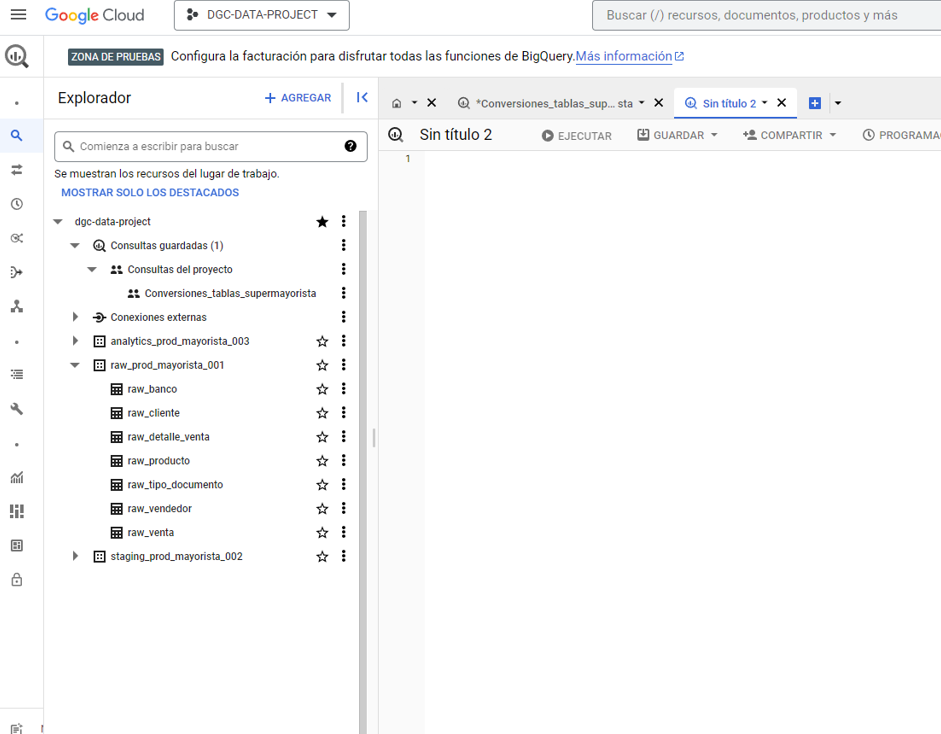 Google Cloud
DGC-DATA-PROJECT
Buscar (/) recursos, documentos, productos y más
ZONA DE PRUEBAS Configura la facturación para disfrutar todas las funciones de BigQuery. Más información
Explorador
+ AGREGAR
*Conversiones_tablas_sup... sta
Sin título 2
Comienza a escribir para buscar
Sin título 2
EJECUTAR
GUARDAR
COMPARTIR
PROGRAMA
Se muestran los recursos del lugar de trabajo.
MOSTRAR SOLO LOS DESTACADOS
1
dgc-data-project
Consultas guardadas (1)
Consultas del proyecto
Conversiones_tablas_supermayorista
Conexiones externas
analytics_prod_mayorista_003
raw_prod_mayorista_001
raw_banco
raw_cliente
raw_detalle_venta
raw_producto
raw_tipo_documento
raw_vendedor
raw_venta
staging_prod_mayorista_002